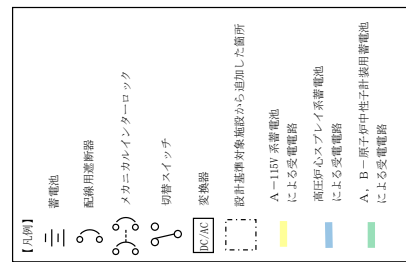 【凡例】
蓄電池
配線用遮断器
メカニカルインターロック
切替スイッチ
DC/AC
変換器
設計基準対象施設から追加した箇所
A－115V系蓄電池
による受電電路
高圧炉心スプレイ系蓄電池
による受電電路
A，B－原子炉中性子計装用蓄電池
による受電電路